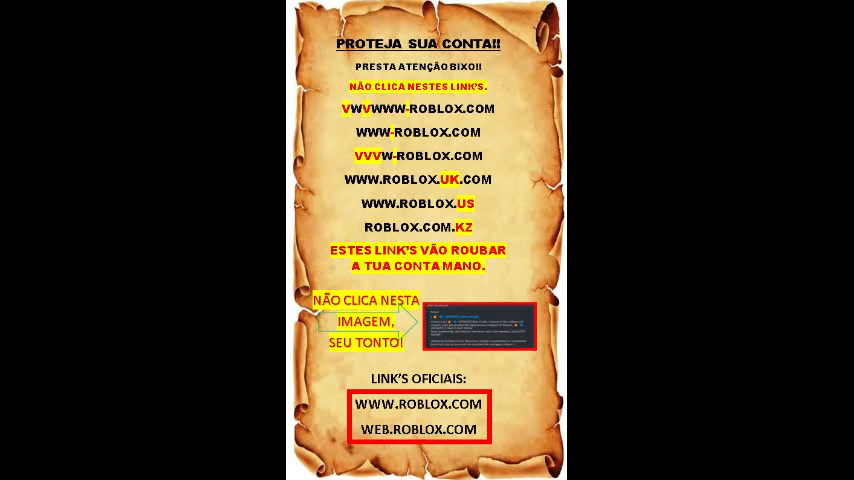 PROTEJA SUA CONTA!!
PRESTA ATENÇÃO BIXO!!
NÃO CLICA NESTES LINK'S.
VWVWWW-ROBLOX.COM
WWW-ROBLOX.COM
VVVW-ROBLOX.COM
WWW.ROBLOX.UK.COM
WWW.ROBLOX.US
ROBLOX.COM.KZ
ESTES LINK'S VÃO ROUBAR
A TUA CONTA MANO.
NÃO CLICA NESTA
IMAGEM,
SEU TONTO!
LINK'S OFICIAIS:
WWW.ROBLOX.COM
WEB.ROBLOX.COM